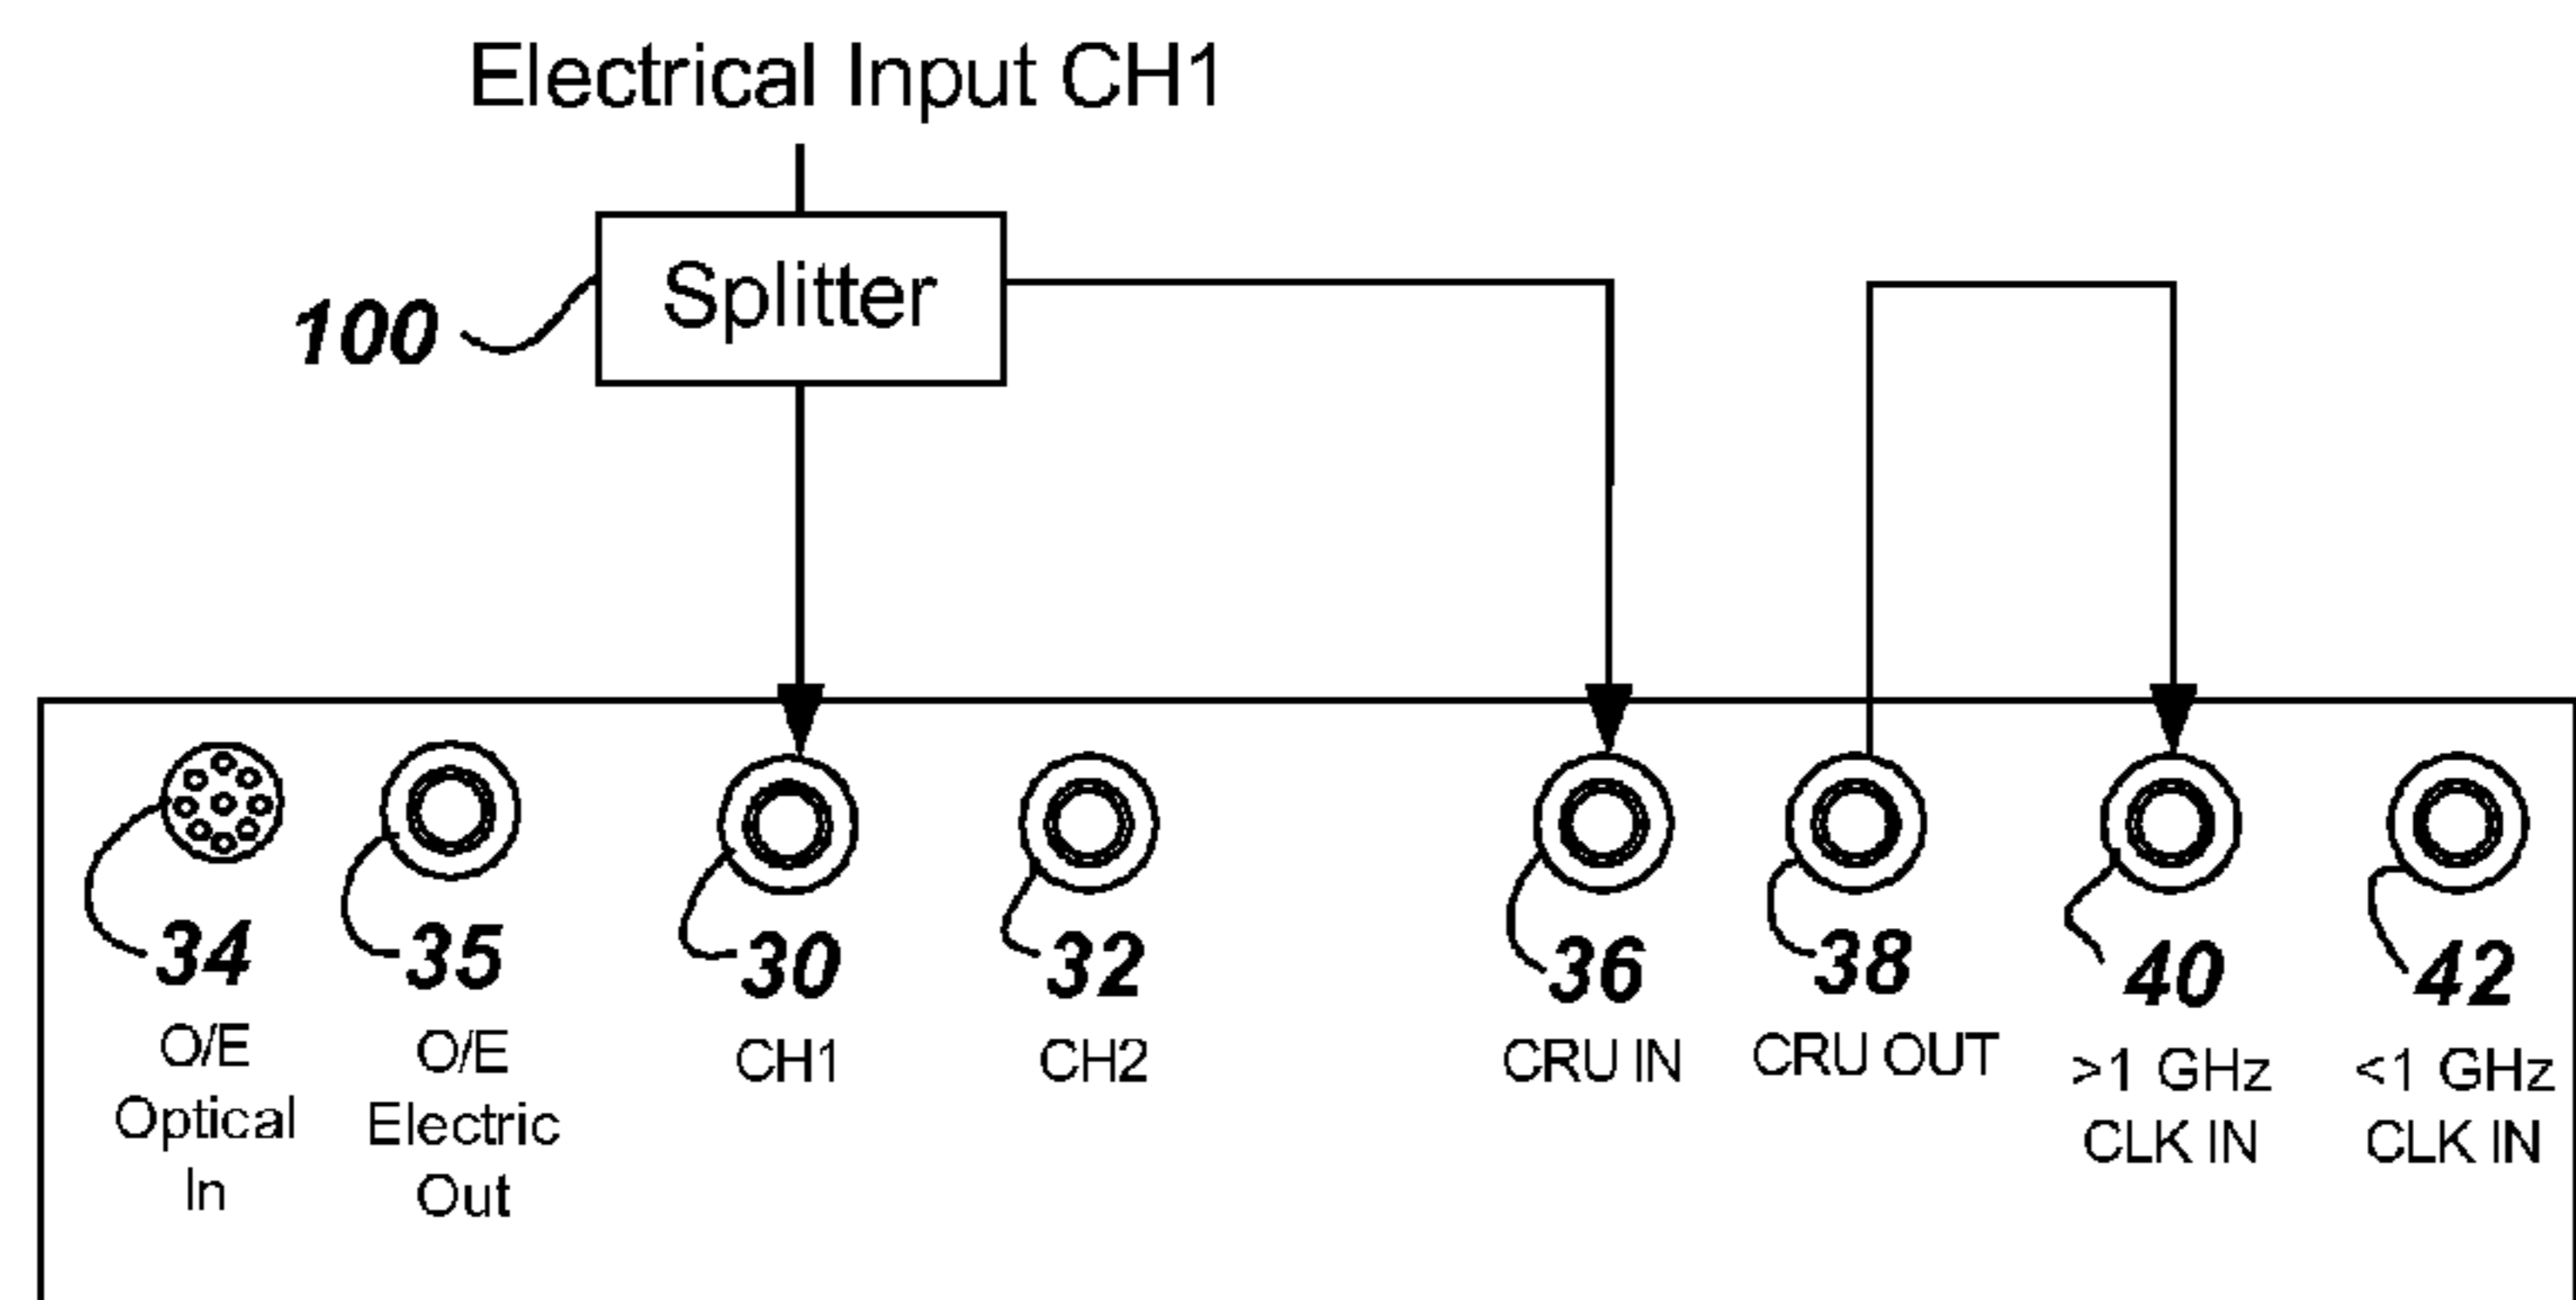 Electrical Input CH1
Splitter
100
34
35
30
32
36
38
40
42
O/E
Optical
In
O/E
Electric
Out
CH1
CH2
CRU IN
CRU OUT
>1 GHz
CLK IN
<1 GHz
CLK IN